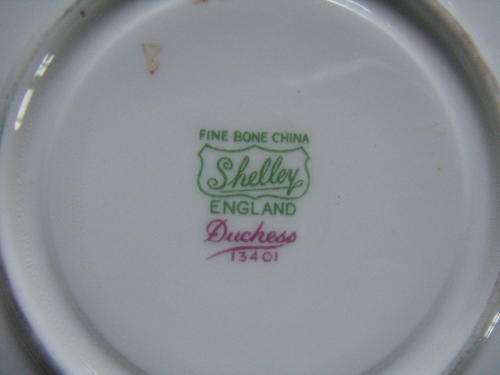 B
FINE BONE CHINA
Shelley
ENGLAND
Duchess
13401